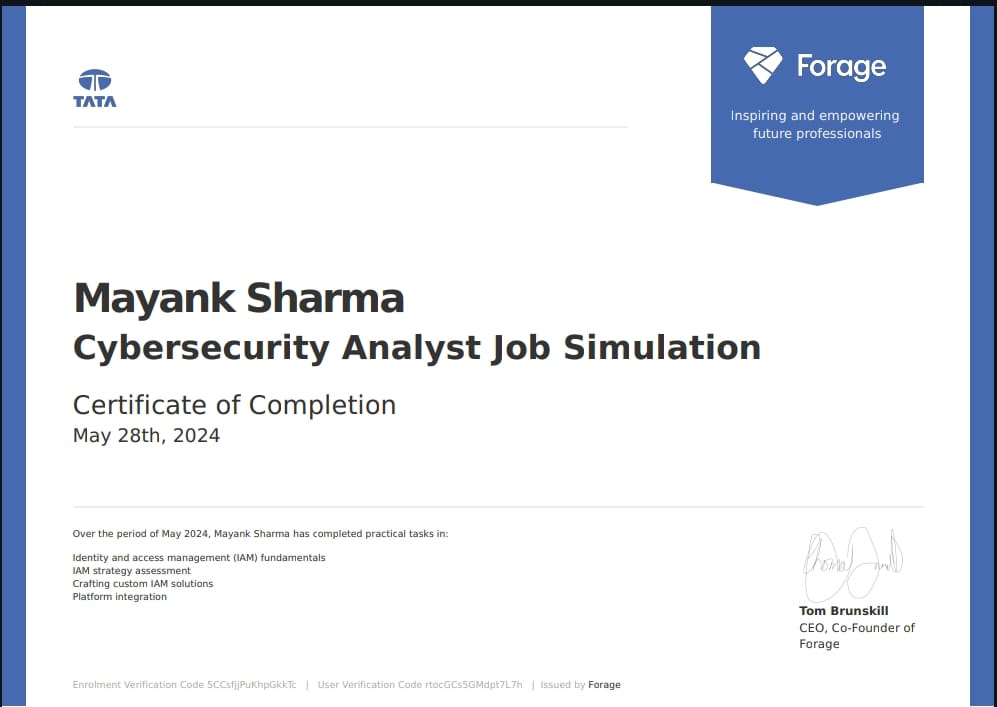 TATA
Forage
Inspiring and empowering
future professionals
Mayank Sharma
Cybersecurity Analyst Job Simulation
Certificate of Completion
May 28th, 2024
Over the period of May 2024, Mayank Sharma has completed practical tasks in:
Identity and access management (IAM) fundamentals
IAM strategy assessment
Crafting custom IAM solutions
Platform integration
Tom Brunskill
CEO, Co-Founder of
Forage
Enrolment Verification Code 5CCsfjjPuKhpGkkTc | User Verification Code rtocGCs5GMdpt7L7h | Issued by Forage